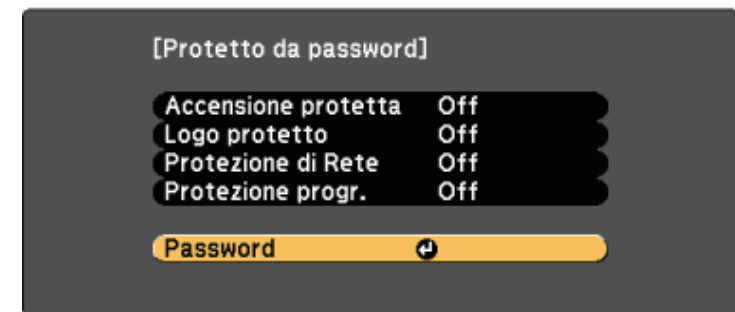 [Protetto da password]
Accensione protetta Off
Logo protetto Off
Protezione di Rete Off
Protezione progr. Off
Password